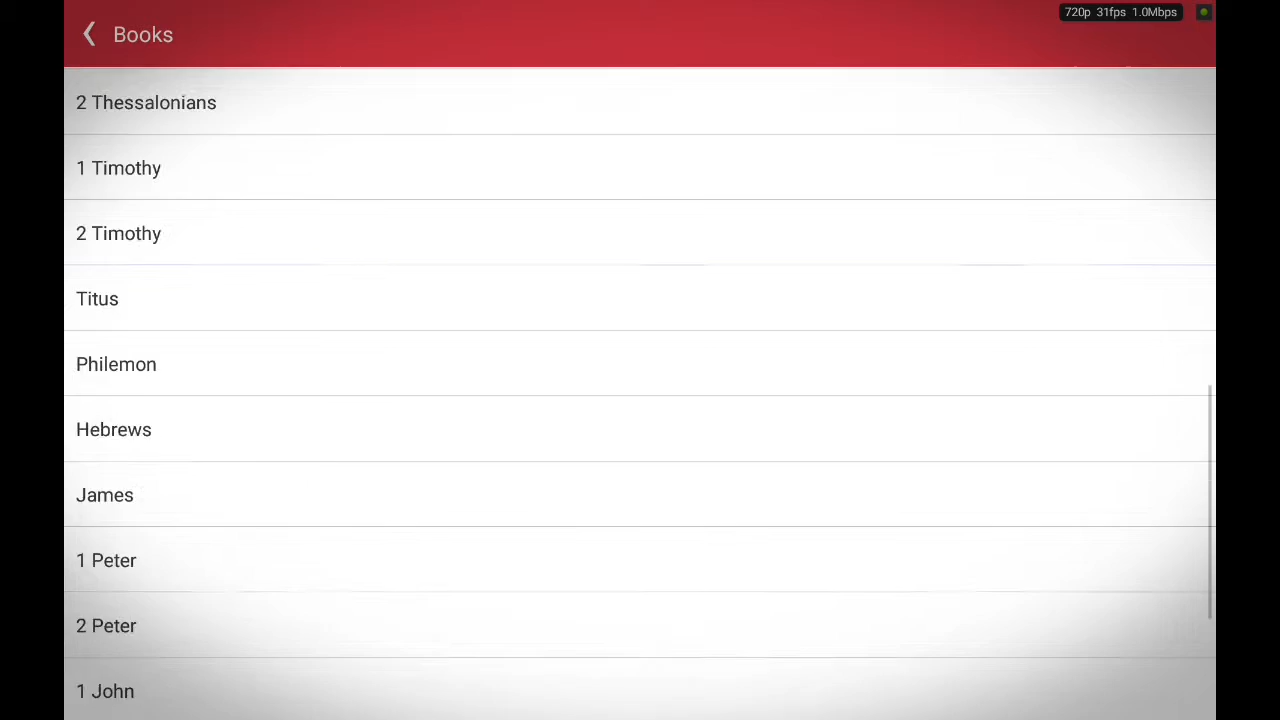 720p 31fps 1.0Mbps
Books
2 Thessalonians
1 Timothy
2 Timothy
Titus
Philemon
Hebrews
James
1 Peter
2 Peter
1 John